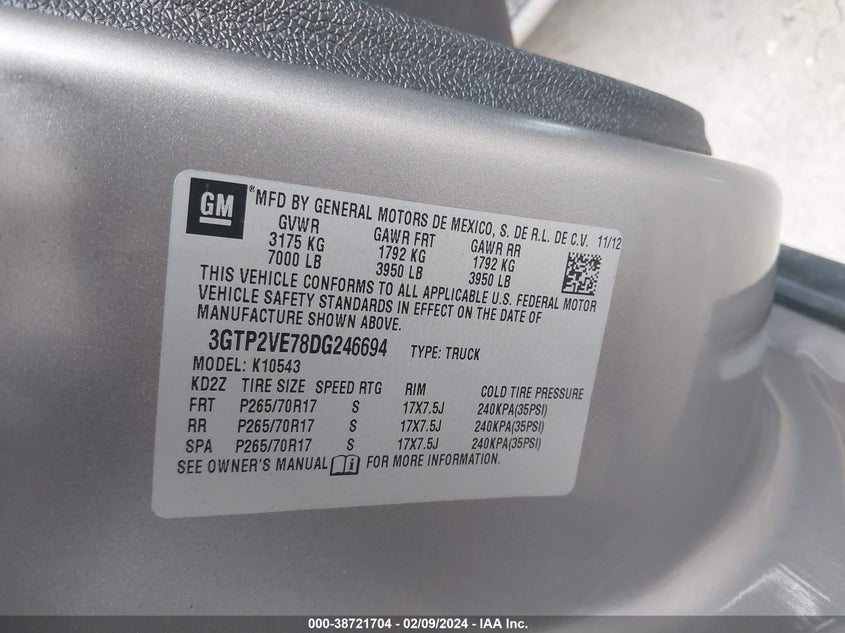 GM
® MFD BY GENERAL MOTORS DE MEXICO, S. DE R.L. DE C.V. 11/12
GVWR GAWR FRT GAWR RR
3175 KG 1792 KG 1792 KG
7000 LB 3950 LB 3950 LB
THIS VEHICLE CONFORMS TO ALL APPLICABLE U.S. FEDERAL MOTOR
VEHICLE SAFETY STANDARDS IN EFFECT ON THE DATE OF
MANUFACTURE SHOWN ABOVE.
3GTP2VE78DG246694 TYPE: TRUCK
MODEL: K10543
KD2Z TIRE SIZE SPEED RTG RIM COLD TIRE PRESSURE
FRT P265/70R17 S 17X7.5J 240KPA(35PSI)
RR P265/70R17 S 17X7.5J 240KPA(35PSI)
SPA P265/70R17 S 17X7.5J 240KPA(35PSI)
SEE OWNER'S MANUAL i FOR MORE INFORMATION.
000-38721704 - 02/09/2024 - IAA Inc.